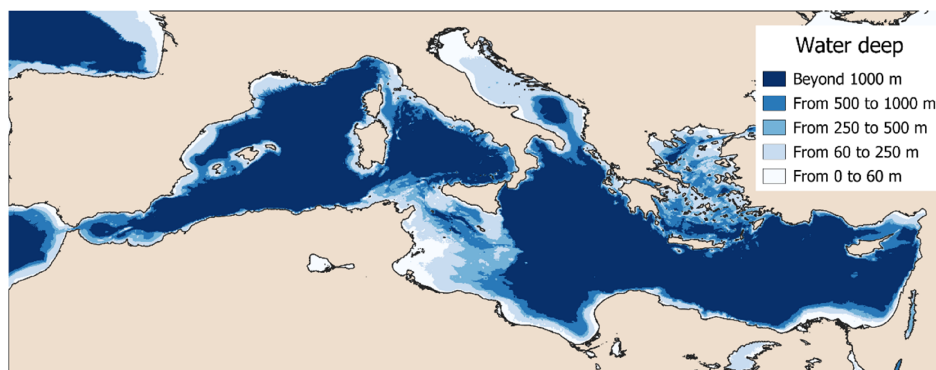 Water deep
Beyond 1000 m
From 500 to 1000 m
From 250 to 500 m
From 60 to 250 m
From 0 to 60 m